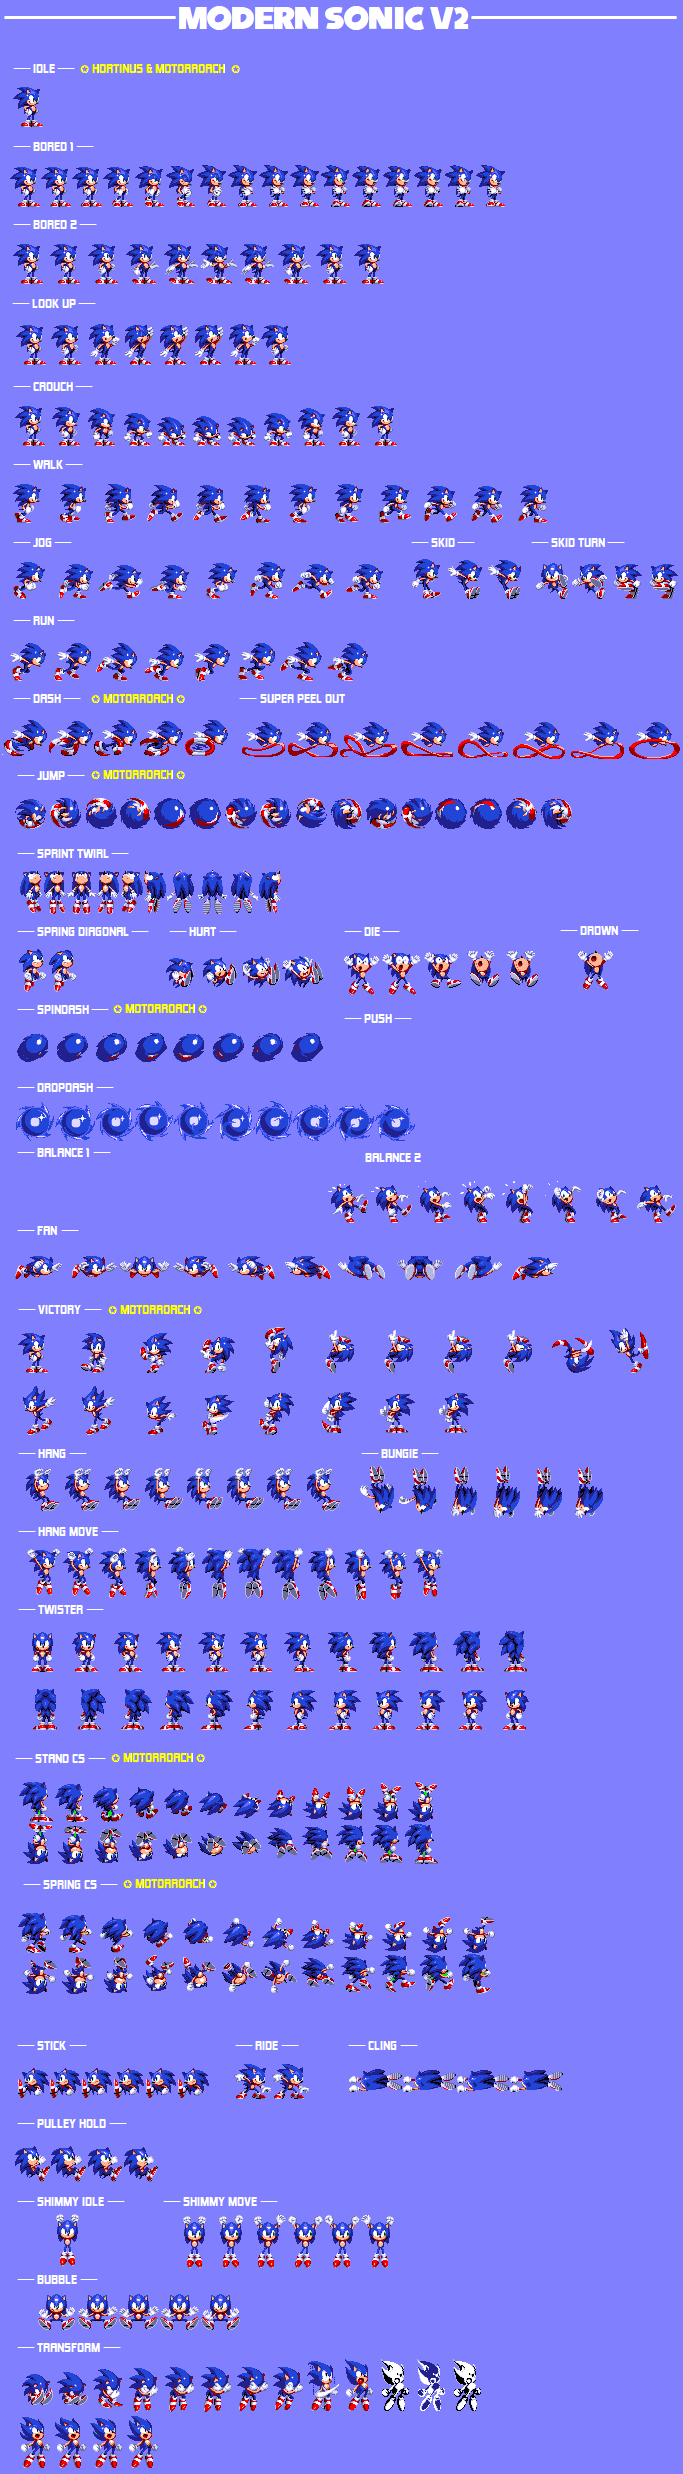 MODERN SONIC V2
IDLE ✪ HORTINUS & MOTORROACH ✪
BORED 1
BORED 2
LOOK UP
CROUCH
WALK
JOG SKID SKID TURN
RUN
DASH ✪ MOTORROACH ✪ SUPER PEEL OUT
JUMP ✪ MOTORROACH ✪
SPRINT TWIRL
SPRING DIAGONAL HURT DIE DROWN
SPINDASH ✪ MOTORROACH ✪
PUSH
DROPDASH
BALANCE 1 BALANCE 2
FAN
VICTORY ✪ MOTORROACH ✪
HANG BUNGIE
HANG MOVE
TWISTER
STAND CS ✪ MOTORROACH ✪
SPRING CS ✪ MOTORROACH ✪
STICK RIDE CLING
PULLEY HOLD
SHIMMY IDLE SHIMMY MOVE
BUBBLE
TRANSFORM